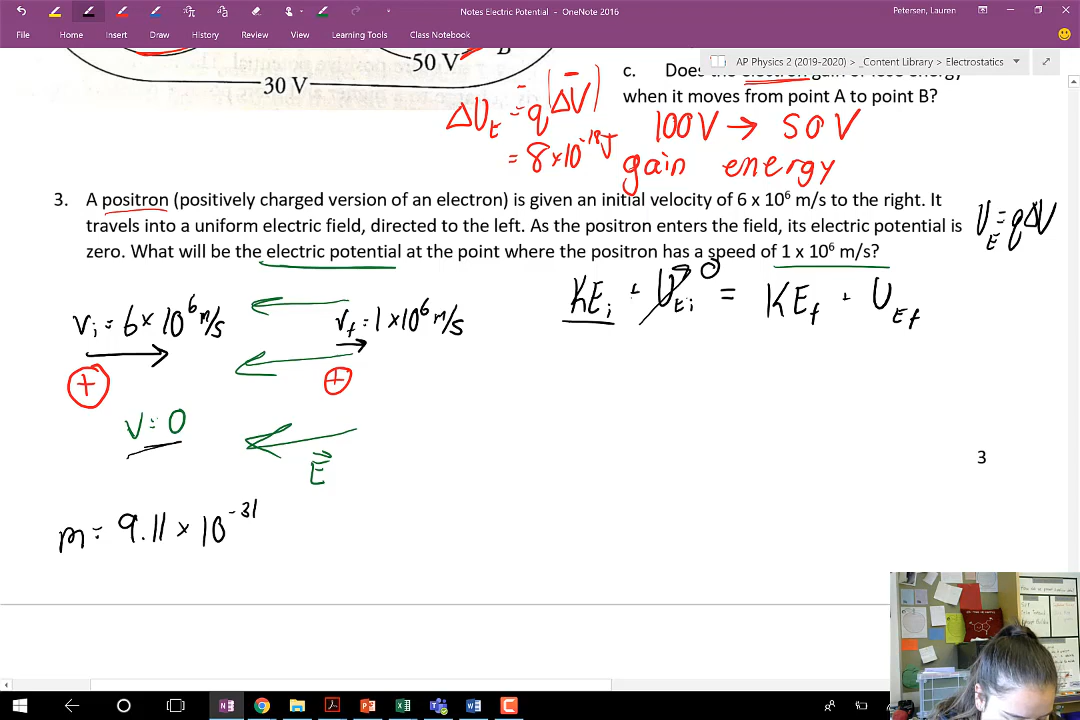 Notes Electric Potential - OneNote 2016
Petersen, Lauren
File Home Insert Draw History Review View Learning Tools Class Notebook
AP Physics 2 (2019-2020) > _Content Library > Electrostatics
50 V
B
30 V
c. Does the electron gain or lose energy
when it moves from point A to point B?
ΔU_E = q(ΔV)
= 8×10^-18 J
100V → 50V
gain energy
3. A positron (positively charged version of an electron) is given an initial velocity of 6 x 10⁶ m/s to the right. It
travels into a uniform electric field, directed to the left. As the positron enters the field, its electric potential is
zero. What will be the electric potential at the point where the positron has a speed of 1 x 10⁶ m/s?
U_E = qΔV
KE_i + U_Ei 0 = KE_f + U_Ef
v_i = 6×10⁶ m/s
v_f = 1×10⁶ m/s
+
+
V = 0
E
3
m = 9.11 × 10^-31